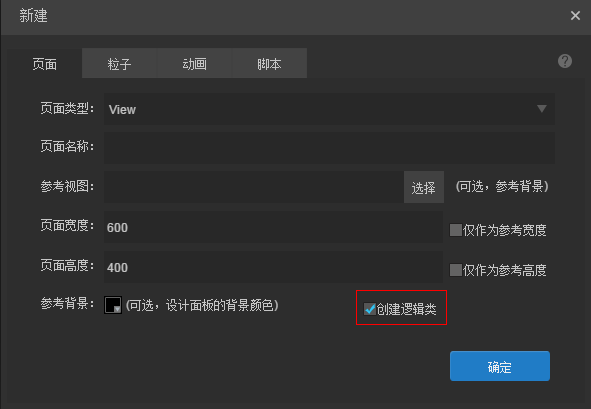 新建
页面 粒子 动画 脚本
页面类型： View
页面名称：
参考视图： 选择 (可选，参考背景)
页面宽度： 600 仅作为参考宽度
页面高度： 400 仅作为参考高度
参考背景： (可选，设计面板的背景颜色) 创建逻辑类
确定